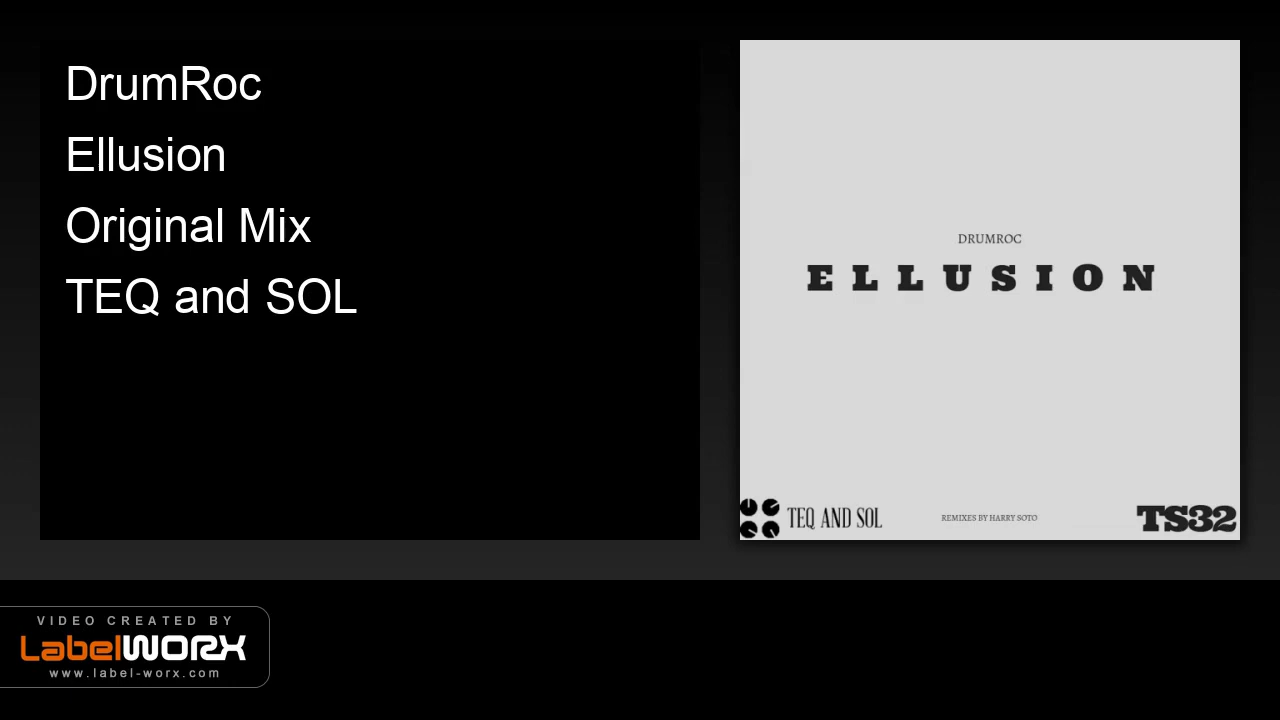 DrumRoc
Ellusion
Original Mix
TEQ and SOL
DRUMROC
ELLUSION
TEQ AND SOL
REMIXES BY HARRY SOTO
TS32
VIDEO CREATED BY
LabelWORX
www.label-worx.com